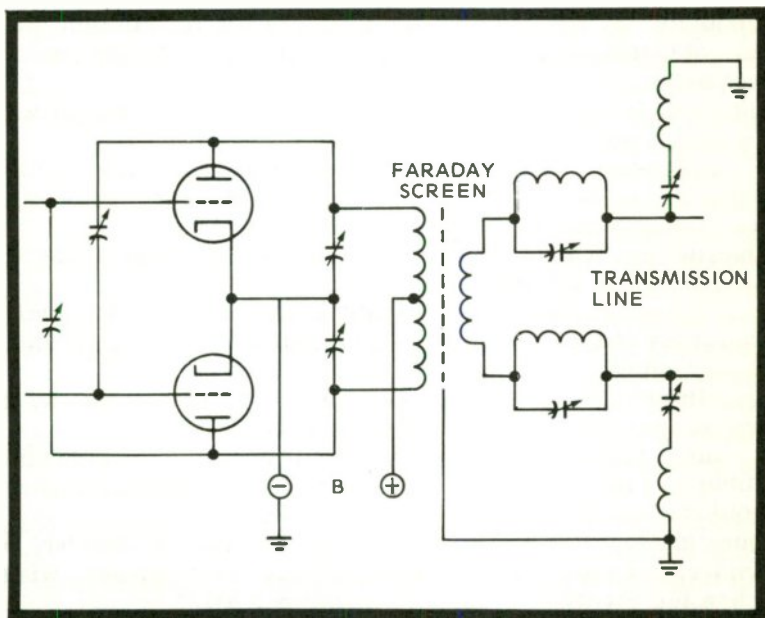 FARADAY
SCREEN
TRANSMISSION
LINE
− B +